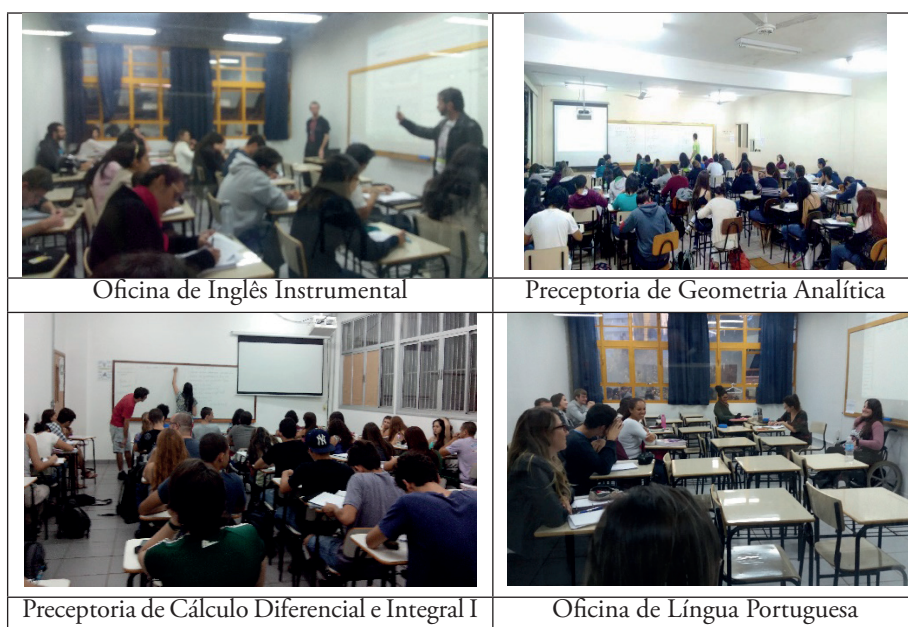 Oficina de Inglês Instrumental
Preceptoria de Geometria Analítica
Preceptoria de Cálculo Diferencial e Integral I
Oficina de Língua Portuguesa